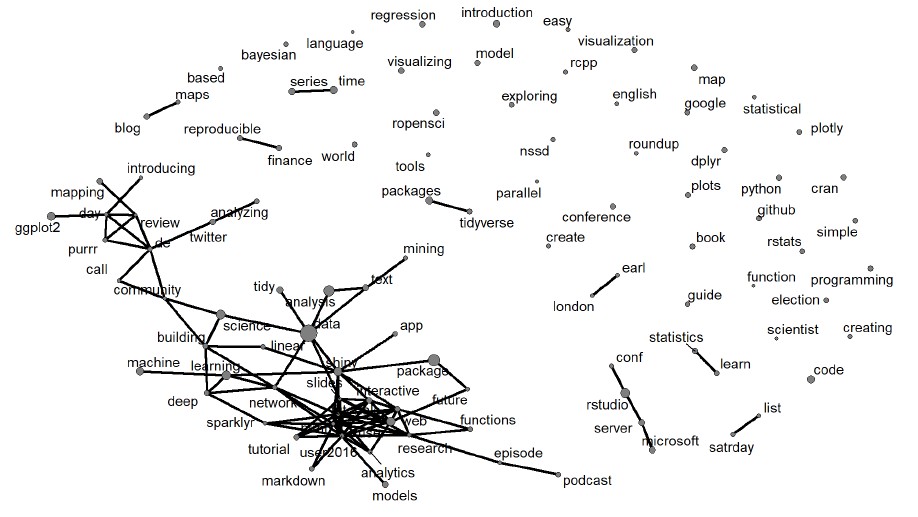 regression
introduction
easy
language
visualization
bayesian
model
visualizing
rcpp
based
series
time
map
maps
exploring
english
google
statistical
blog
reproducible
ropensci
plotly
finance
world
nssd
roundup
dplyr
introducing
tools
mapping
packages
parallel
plots
python
cran
day
review
analyzing
tidyverse
conference
github
ggplot2
twitter
simple
purrr
de
create
book
rstats
mining
call
earl
function
programming
community
tidy
text
analysis
london
guide
election
science
data
app
statistics
scientist
creating
building
linear
machine
learning
shiny
package
conf
learn
code
slides
interactive
deep
network
future
rstudio
list
sparklyr
web
functions
server
tutorial
user2016
research
microsoft
satrday
episode
markdown
analytics
podcast
models